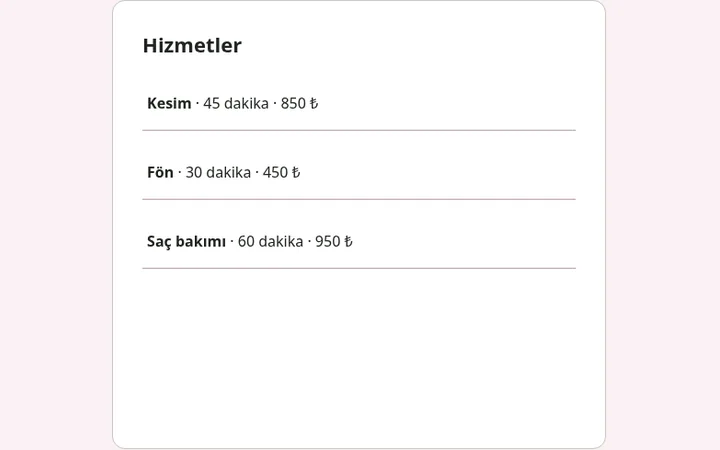 Hizmetler
Kesim · 45 dakika · 850 ₺
Fön · 30 dakika · 450 ₺
Saç bakımı · 60 dakika · 950 ₺